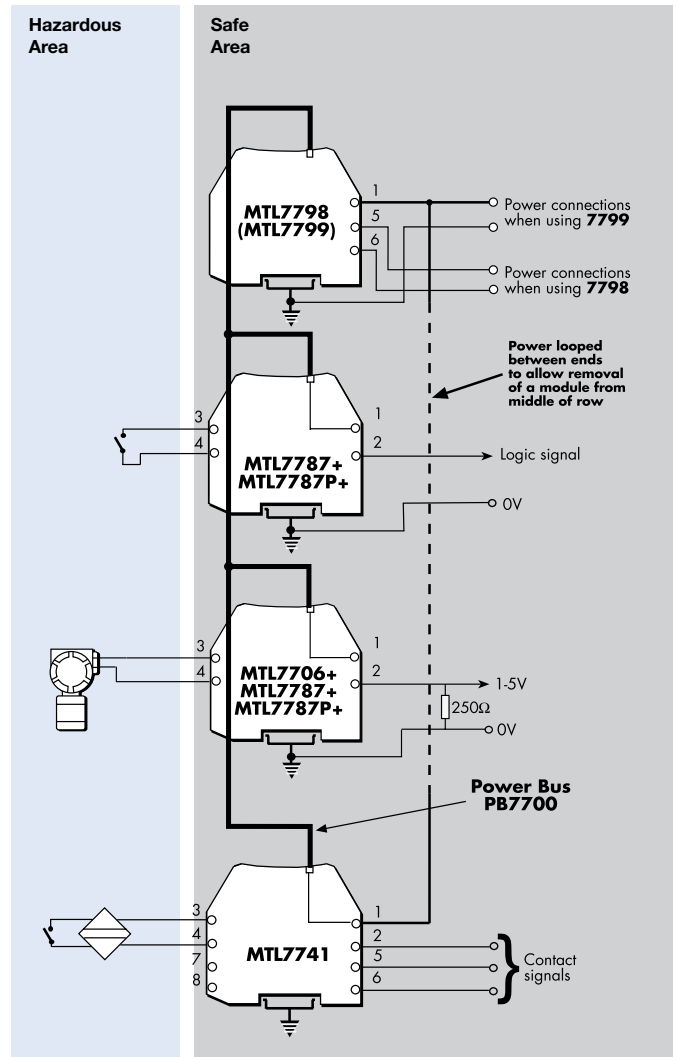 Hazardous
Area
Safe
Area
MTL7798
(MTL7799)
1
5
6
Power connections
when using 7799
Power connections
when using 7798
Power looped
between ends
to allow removal
of a module from
middle of row
3
4
MTL7787+
MTL7787P+
1
2
Logic signal
0V
3
4
MTL7706+
MTL7787+
MTL7787P+
1
2
1-5V
250Ω
0V
Power Bus
PB7700
3
4
7
8
MTL7741
1
2
5
6
Contact
signals